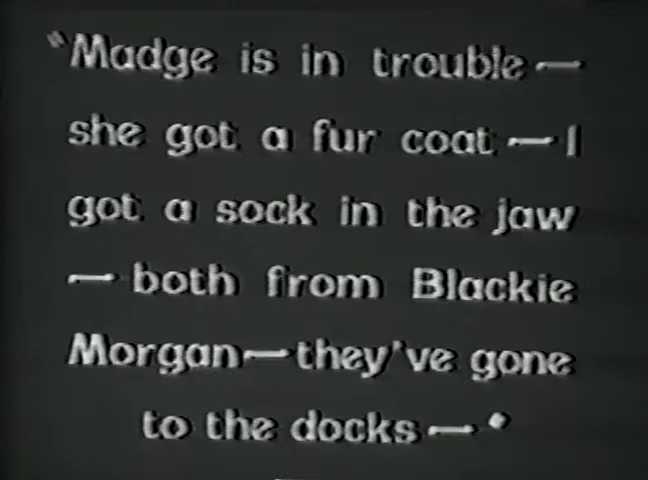 "Madge is in trouble —
she got a fur coat — I
got a sock in the jaw
— both from Blackie
Morgan — they've gone
to the docks — "